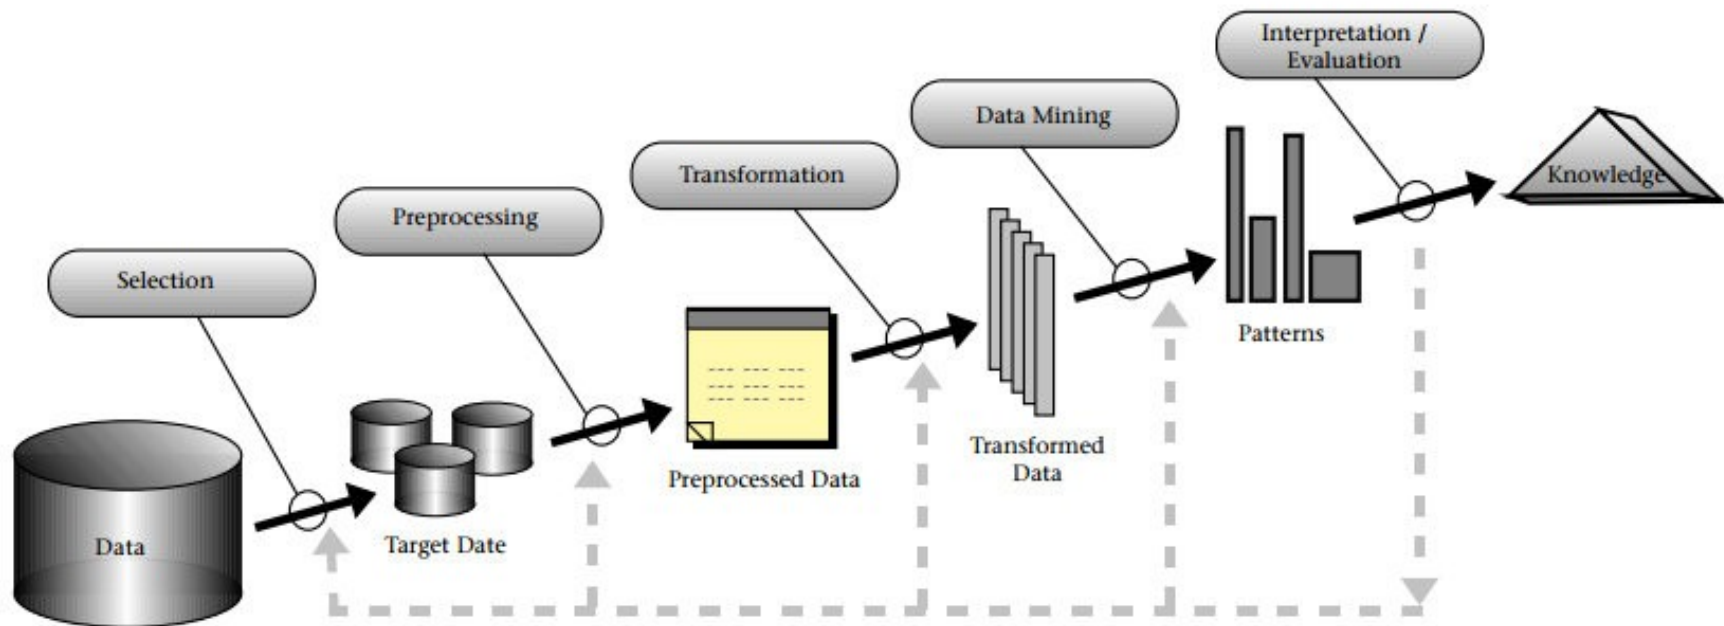 Interpretation /
Evaluation
Data Mining
Transformation
Preprocessing
Selection
Knowledge
Patterns
Transformed
Data
Preprocessed Data
Target Date
Data